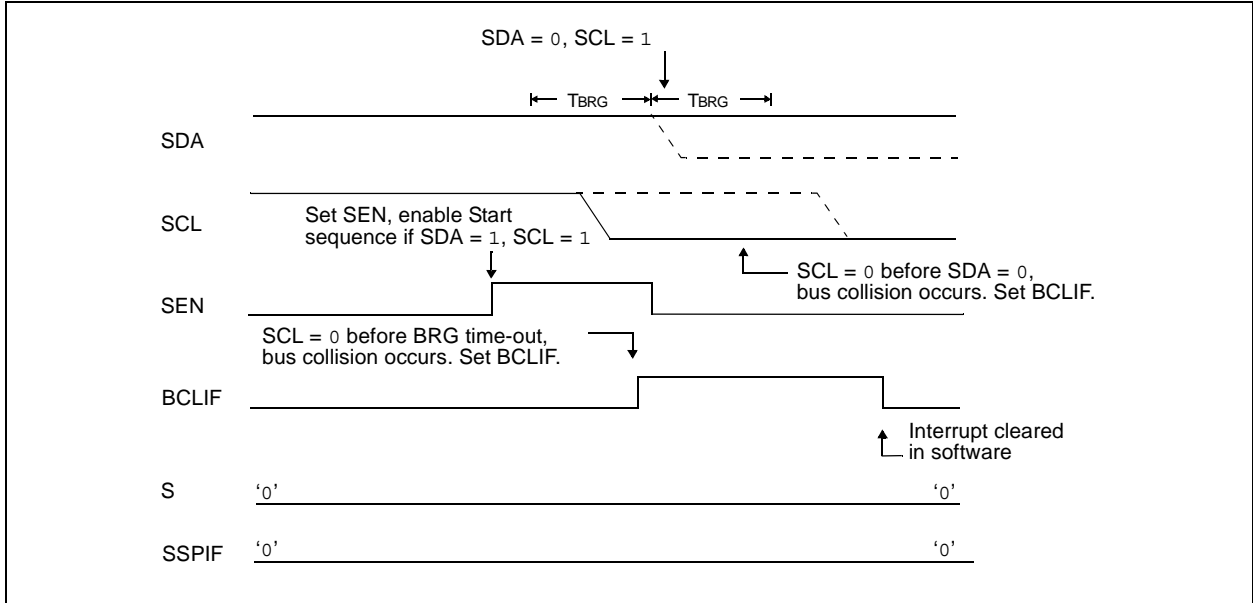 SDA = 0, SCL = 1
TBRG TBRG
SDA
SCL
Set SEN, enable Start
sequence if SDA = 1, SCL = 1
SCL = 0 before SDA = 0,
bus collision occurs. Set BCLIF.
SEN
SCL = 0 before BRG time-out,
bus collision occurs. Set BCLIF.
BCLIF
Interrupt cleared
in software
S
‘0’ ‘0’
SSPIF
‘0’ ‘0’